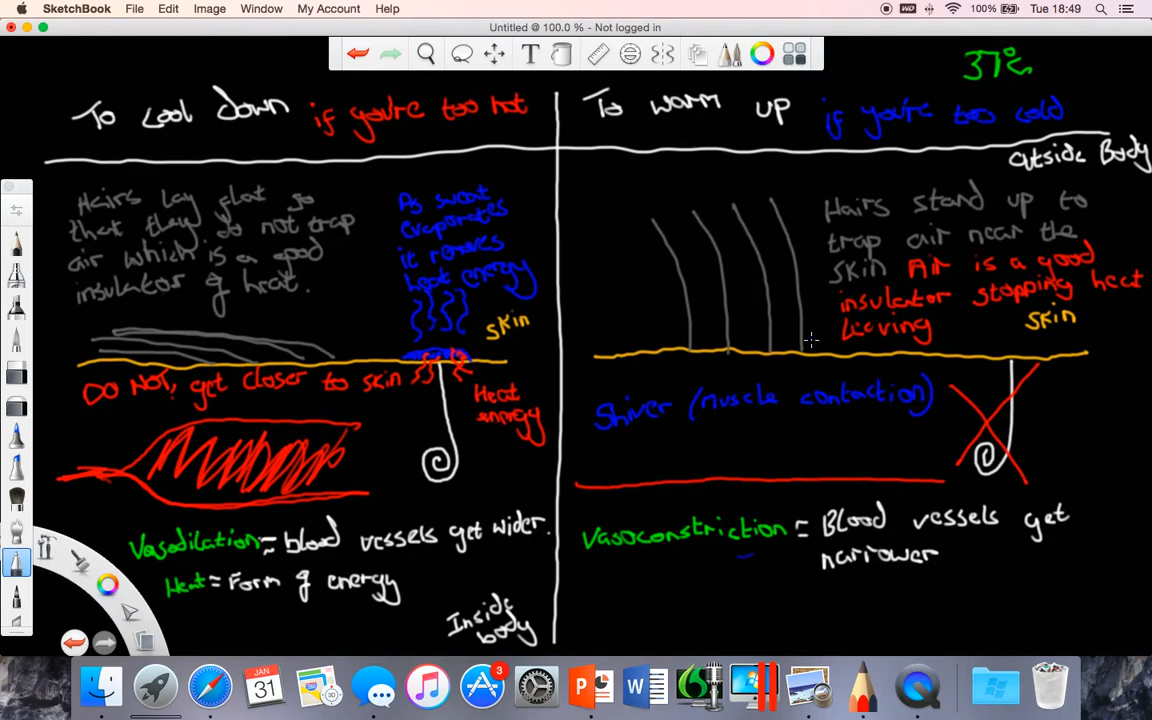 SketchBook File Edit Image Window My Account Help
100% Tue 18:49
Untitled @ 100.0 % - Not logged in
37°c
To cool down if you're too hot
To warm up if you're too cold
outside Body
Hairs lay flat so
that they do not trap
air which is a good
insulator of heat.
As sweat
evaporates
it removes
heat energy
skin
Hairs stand up to
trap air near the
skin Air is a good
insulator stopping heat
leaving
skin
DO NOT, get closer to skin
Heat
energy
Shiver (Muscle contaction)
Vasodilation = blood vessels get wider.
Heat = Form of energy
Inside
body
Vasoconstriction = Blood vessels get
narrower
JAN
31
3